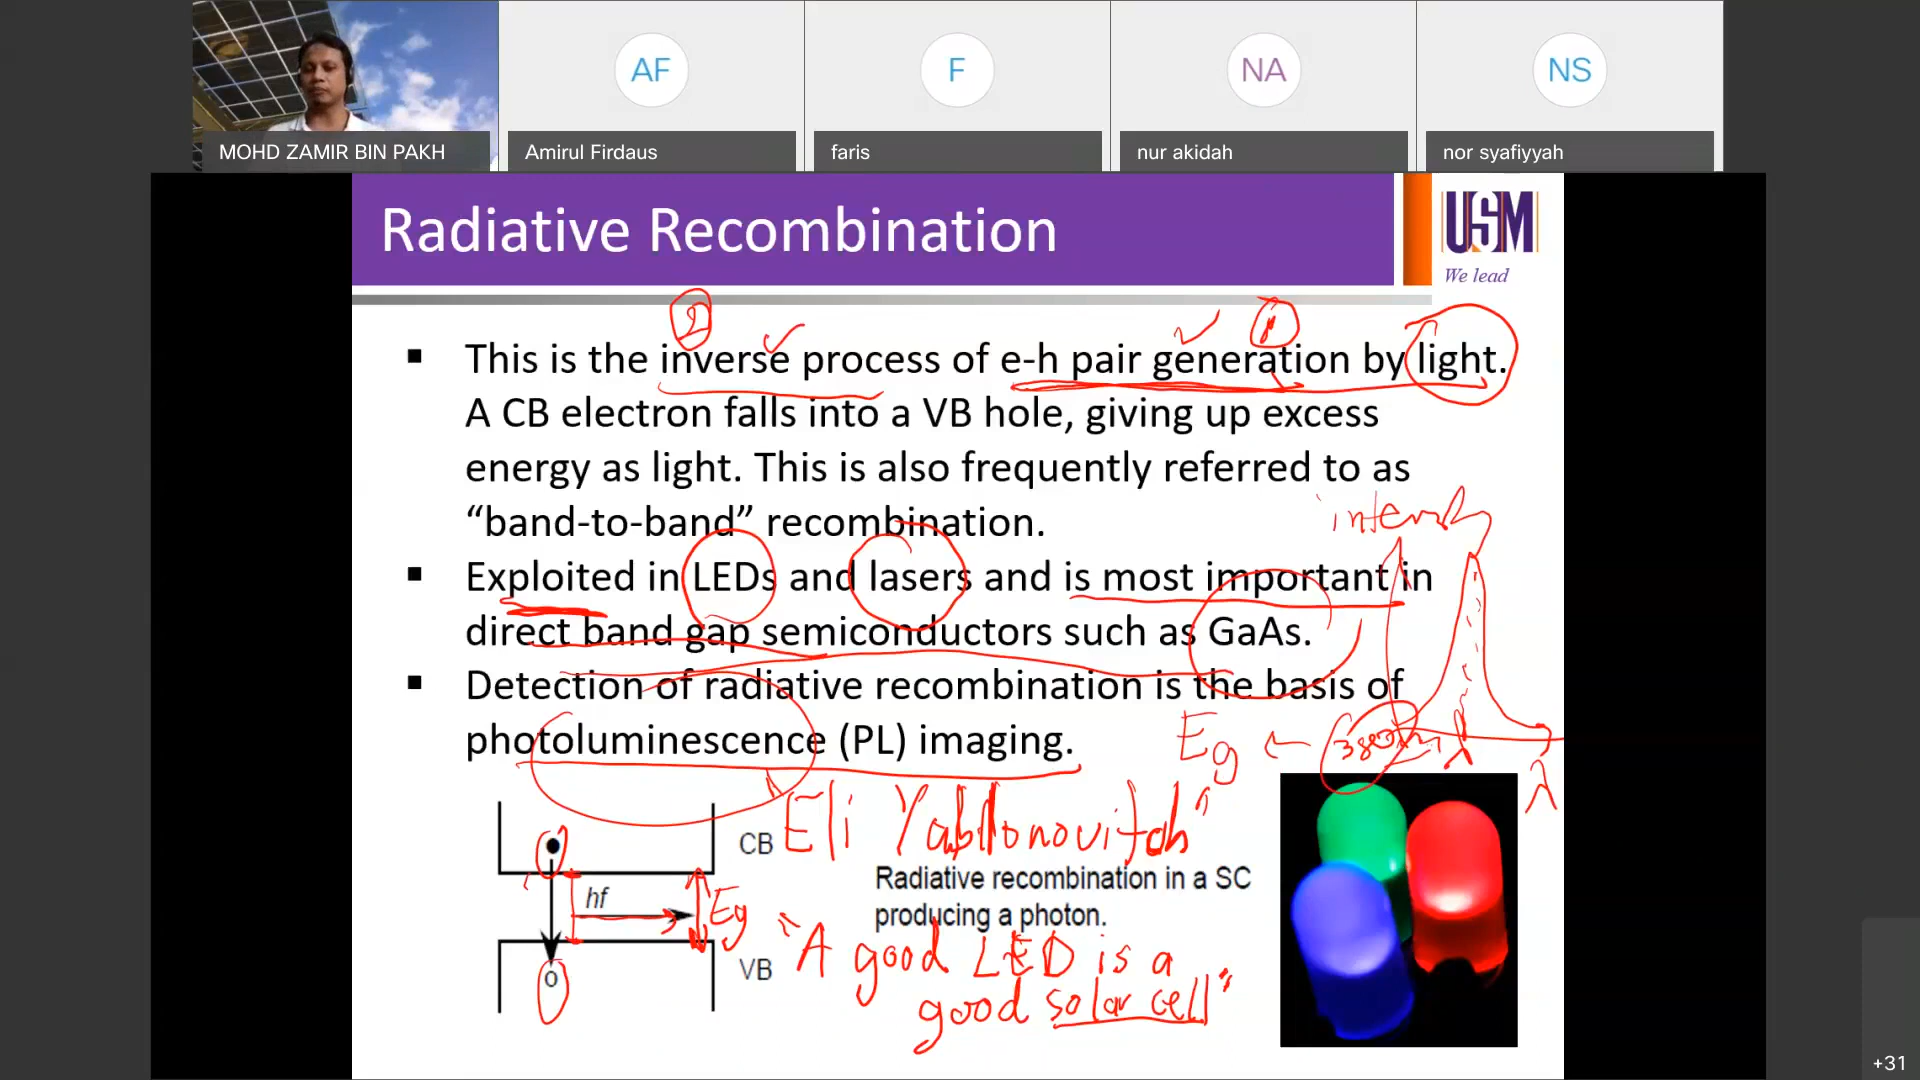 AF
F
NA
NS
MOHD ZAMIR BIN PAKH
Amirul Firdaus
faris
nur akidah
nor syafiyyah
Radiative Recombination
USM
We lead
2
1
▪ This is the inverse process of e-h pair generation by light.
A CB electron falls into a VB hole, giving up excess
energy as light. This is also frequently referred to as
“band-to-band” recombination.
▪ Exploited in LEDs and lasers and is most important in
direct band gap semiconductors such as GaAs.
▪ Detection of radiative recombination is the basis of
photoluminescence (PL) imaging.
Eg ←
λ
λ
CB
Eli Yablonovitch
hf
Eg
VB
Radiative recombination in a SC
producing a photon.
“A good LED is a
good solar cell”
+31